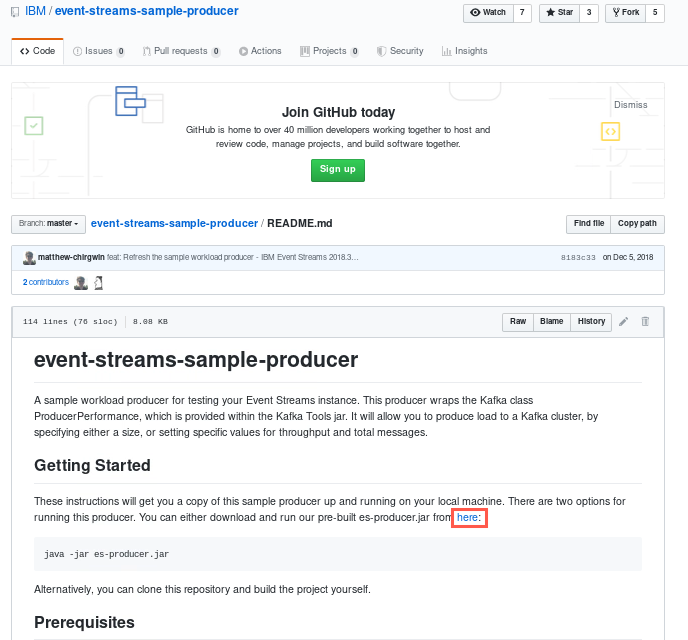 IBM / event-streams-sample-producer
Watch 7 Star 3 Fork 5
Code Issues 0 Pull requests 0 Actions Projects 0 Security Insights
Dismiss
Join GitHub today
GitHub is home to over 40 million developers working together to host and
review code, manage projects, and build software together.
Sign up
Branch: master event-streams-sample-producer / README.md Find file Copy path
matthew-chirgwin feat: Refresh the sample workload producer - IBM Event Streams 2018.3... 8183c33 on Dec 5, 2018
2 contributors
114 lines (76 sloc) 8.08 KB Raw Blame History
event-streams-sample-producer
A sample workload producer for testing your Event Streams instance. This producer wraps the Kafka class
ProducerPerformance, which is provided within the Kafka Tools jar. It will allow you to produce load to a Kafka cluster, by
specifying either a size, or setting specific values for throughput and total messages.
Getting Started
These instructions will get you a copy of this sample producer up and running on your local machine. There are two options for
running this producer. You can either download and run our pre-built es-producer.jar from here:
java -jar es-producer.jar
Alternatively, you can clone this repository and build the project yourself.
Prerequisites